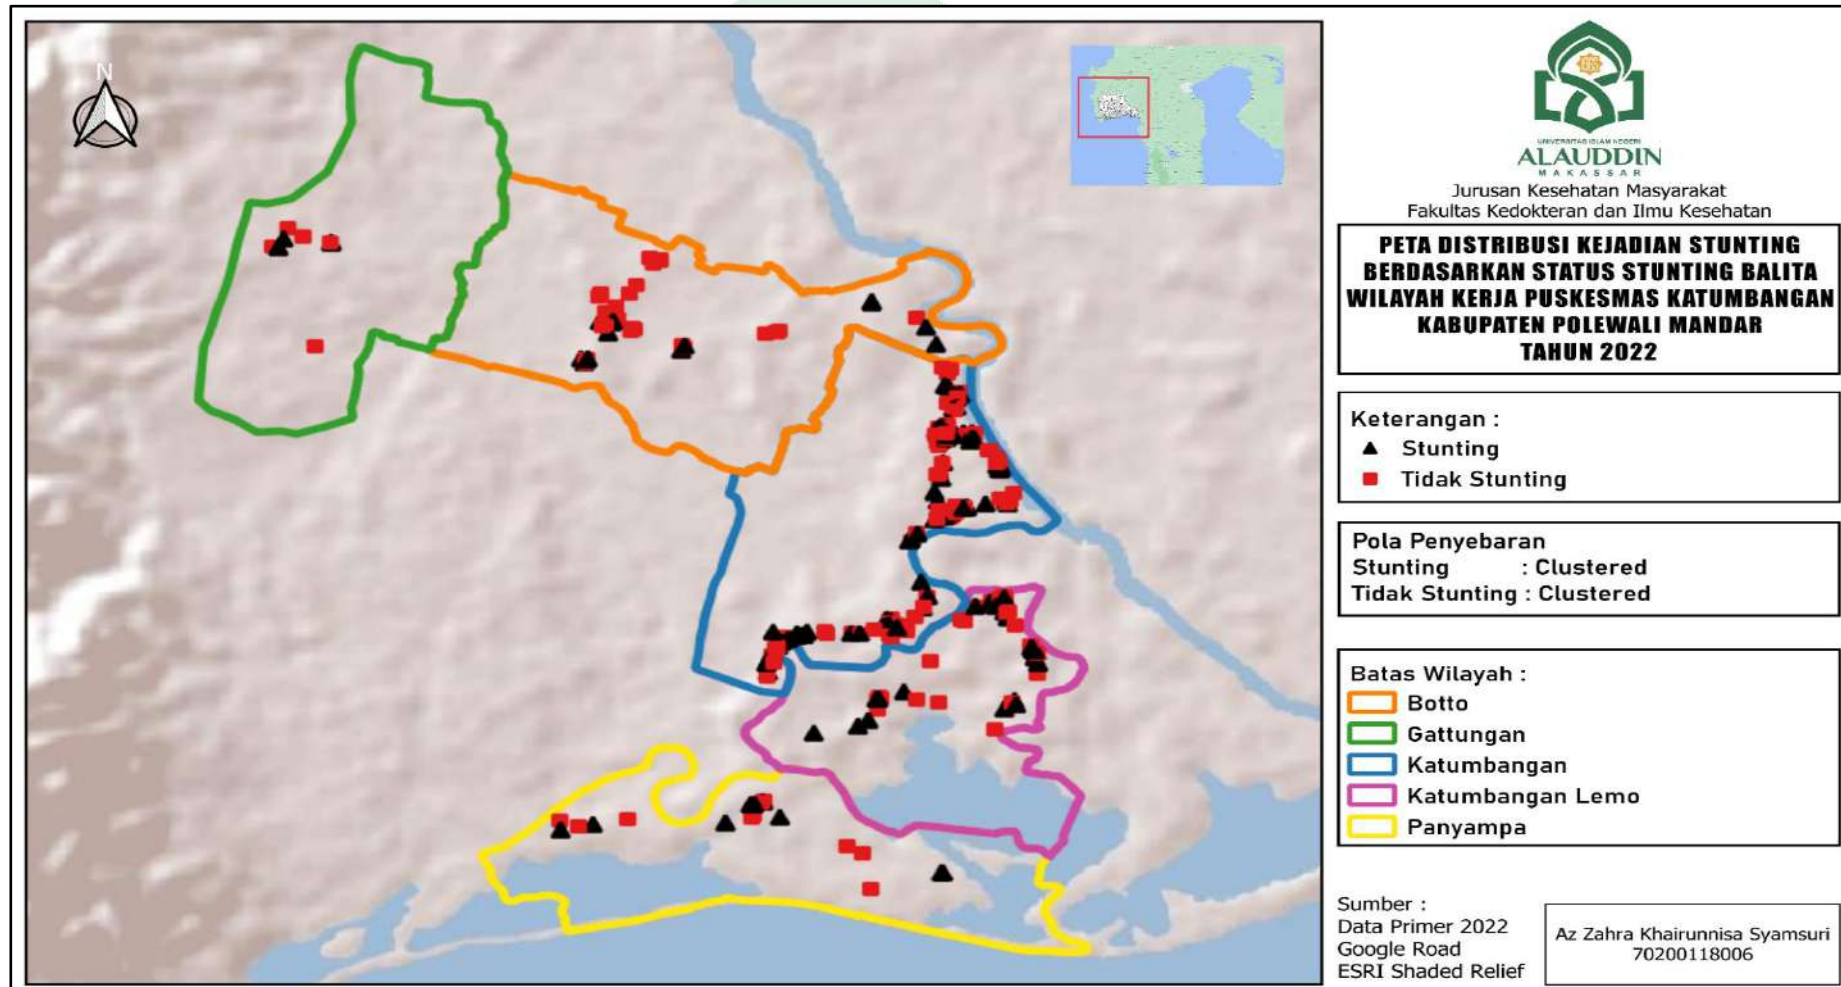 N
UNIVERSITAS ISLAM NEGERI
ALAUDDIN
MAKASSAR
Jurusan Kesehatan Masyarakat
Fakultas Kedokteran dan Ilmu Kesehatan
PETA DISTRIBUSI KEJADIAN STUNTING
BERDASARKAN STATUS STUNTING BALITA
WILAYAH KERJA PUSKESMAS KATUMBANGAN
KABUPATEN POLEWALI MANDAR
TAHUN 2022
Keterangan :
Stunting
Tidak Stunting
Pola Penyebaran
Stunting : Clustered
Tidak Stunting : Clustered
Batas Wilayah :
Botto
Gattungan
Katumbangan
Katumbangan Lemo
Panyampa
Sumber :
Data Primer 2022
Google Road
ESRI Shaded Relief
Az Zahra Khairunnisa Syamsuri
70200118006